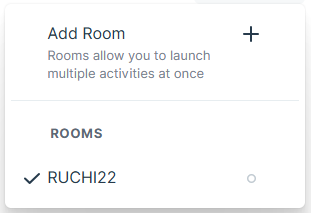 Add Room
Rooms allow you to launch
multiple activities at once
ROOMS
RUCHI22